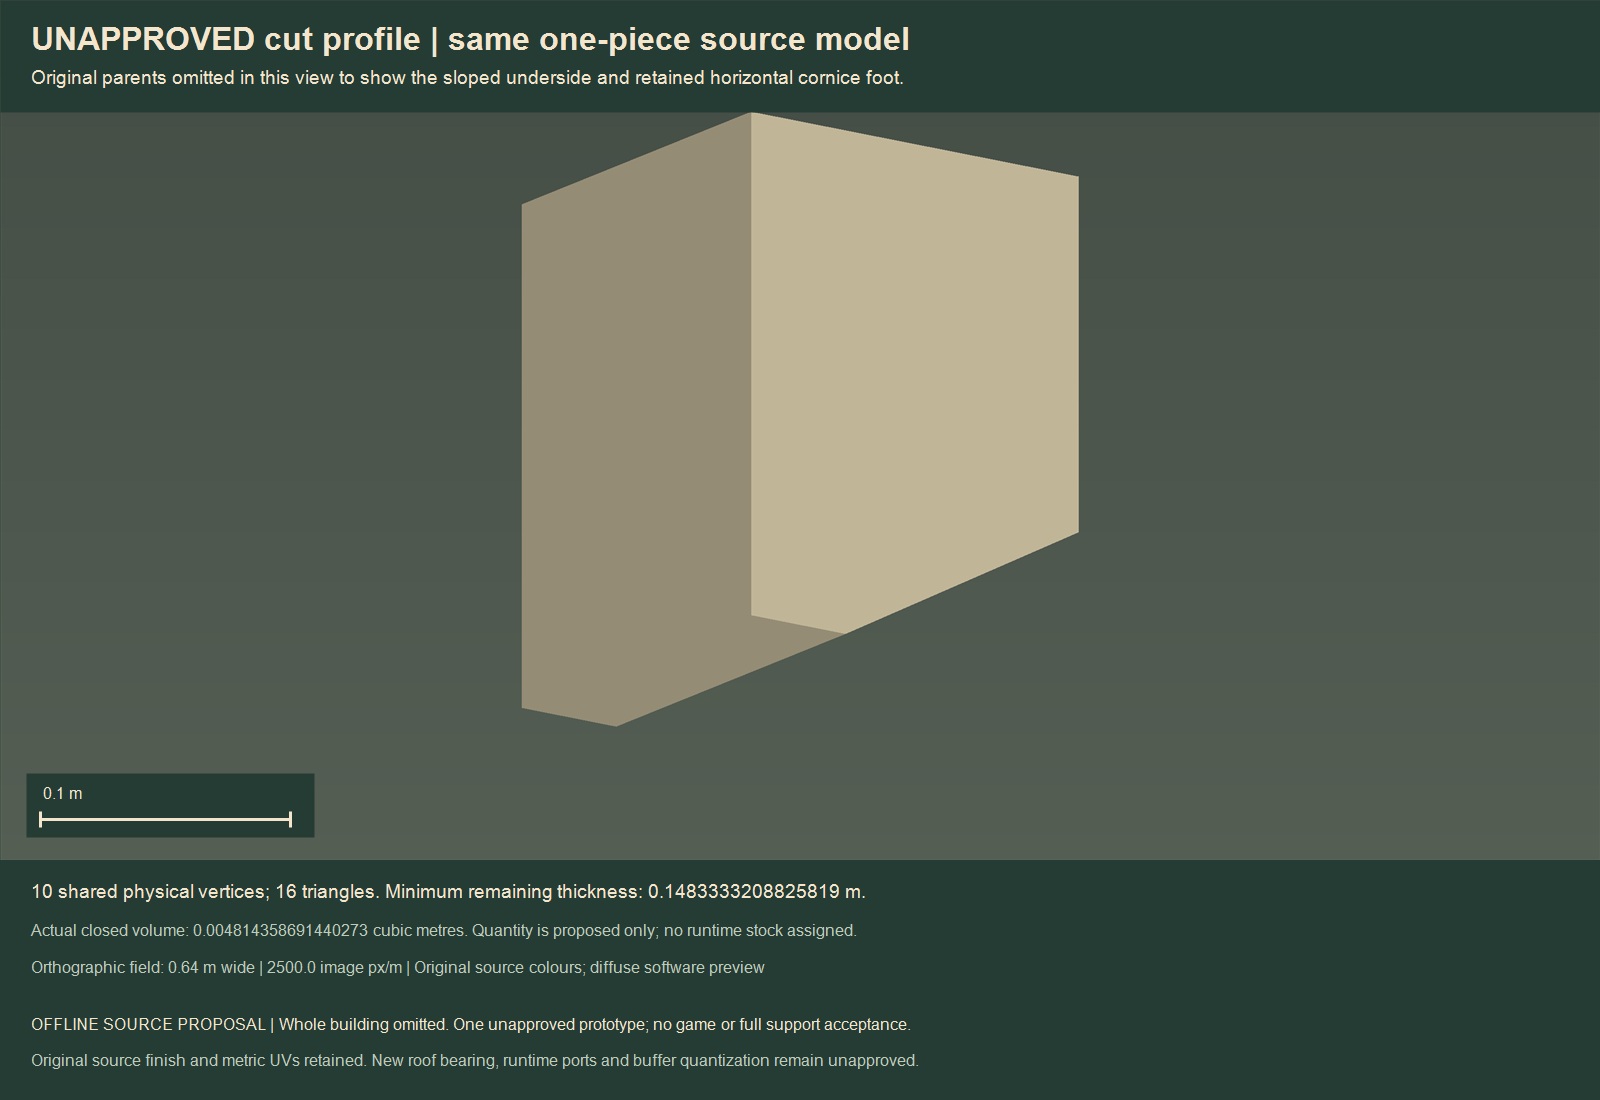 UNAPPROVED cut profile | same one-piece source model
Original parents omitted in this view to show the sloped underside and retained horizontal cornice foot.
0.1 m
10 shared physical vertices; 16 triangles. Minimum remaining thickness: 0.1483333208825819 m.
Actual closed volume: 0.004814358691440273 cubic metres. Quantity is proposed only; no runtime stock assigned.
Orthographic field: 0.64 m wide | 2500.0 image px/m | Original source colours; diffuse software preview
OFFLINE SOURCE PROPOSAL | Whole building omitted. One unapproved prototype; no game or full support acceptance.
Original source finish and metric UVs retained. New roof bearing, runtime ports and buffer quantization remain unapproved.